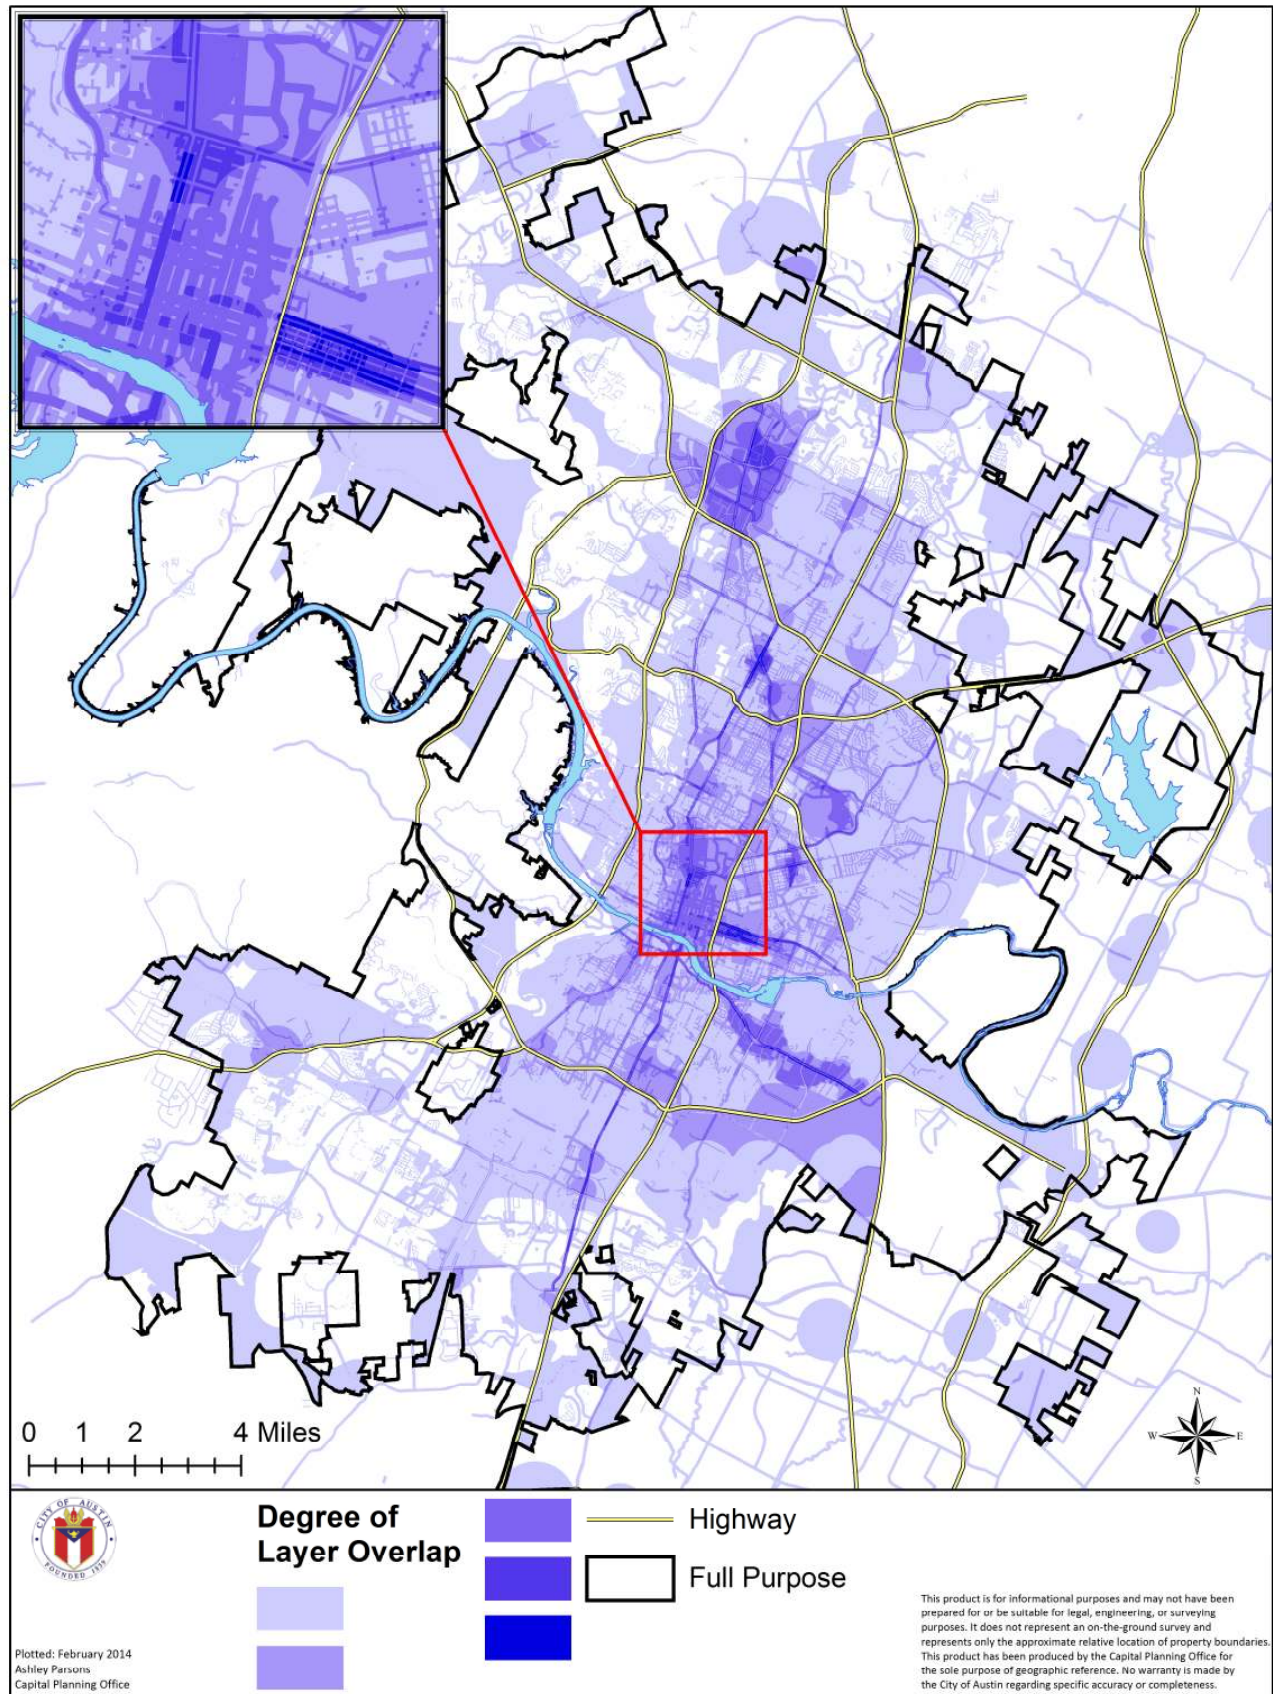 N
W
E
S
0 1 2 4 Miles
CITY OF AUSTIN
FOUNDED 1839
Degree of
Layer Overlap
Highway
Full Purpose
Plotted: February 2014
Ashley Parsons
Capital Planning Office
This product is for informational purposes and may not have been
prepared for or be suitable for legal, engineering, or surveying
purposes. It does not represent an on-the-ground survey and
represents only the approximate relative location of property boundaries.
This product has been produced by the Capital Planning Office for
the sole purpose of geographic reference. No warranty is made by
the City of Austin regarding specific accuracy or completeness.